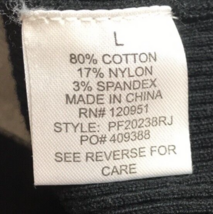 L
80% COTTON
17% NYLON
3% SPANDEX
MADE IN CHINA
RN# 120951
STYLE: PF20238RJ
PO# 409388
SEE REVERSE FOR
CARE